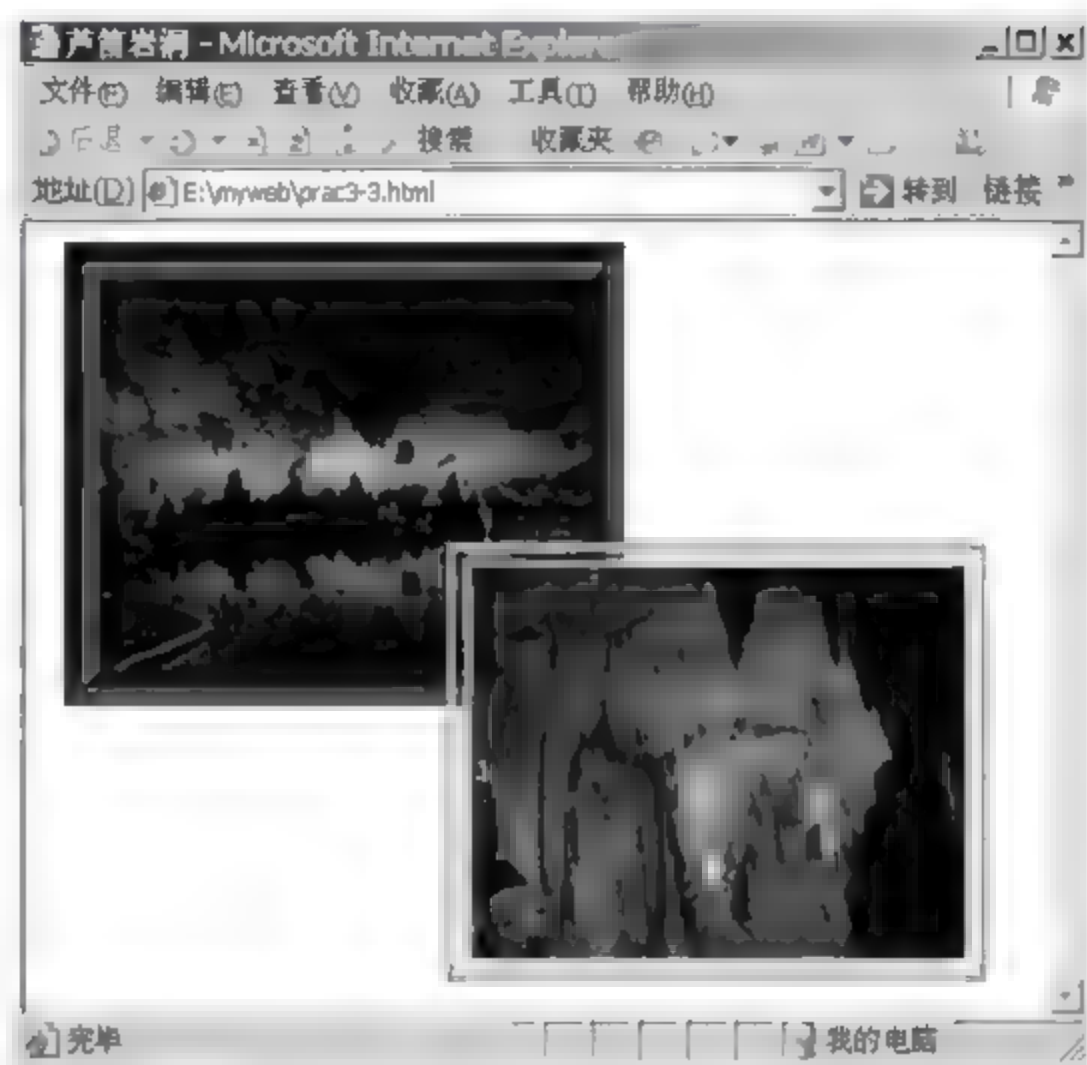 芦笛岩洞 - Microsoft Internet Explorer
文件(F) 编辑(E) 查看(V) 收藏(A) 工具(T) 帮助(H)
后退 搜索 收藏夹
地址(D) E:\myweb\prac3-3.html 转到 链接 »
完毕 我的电脑